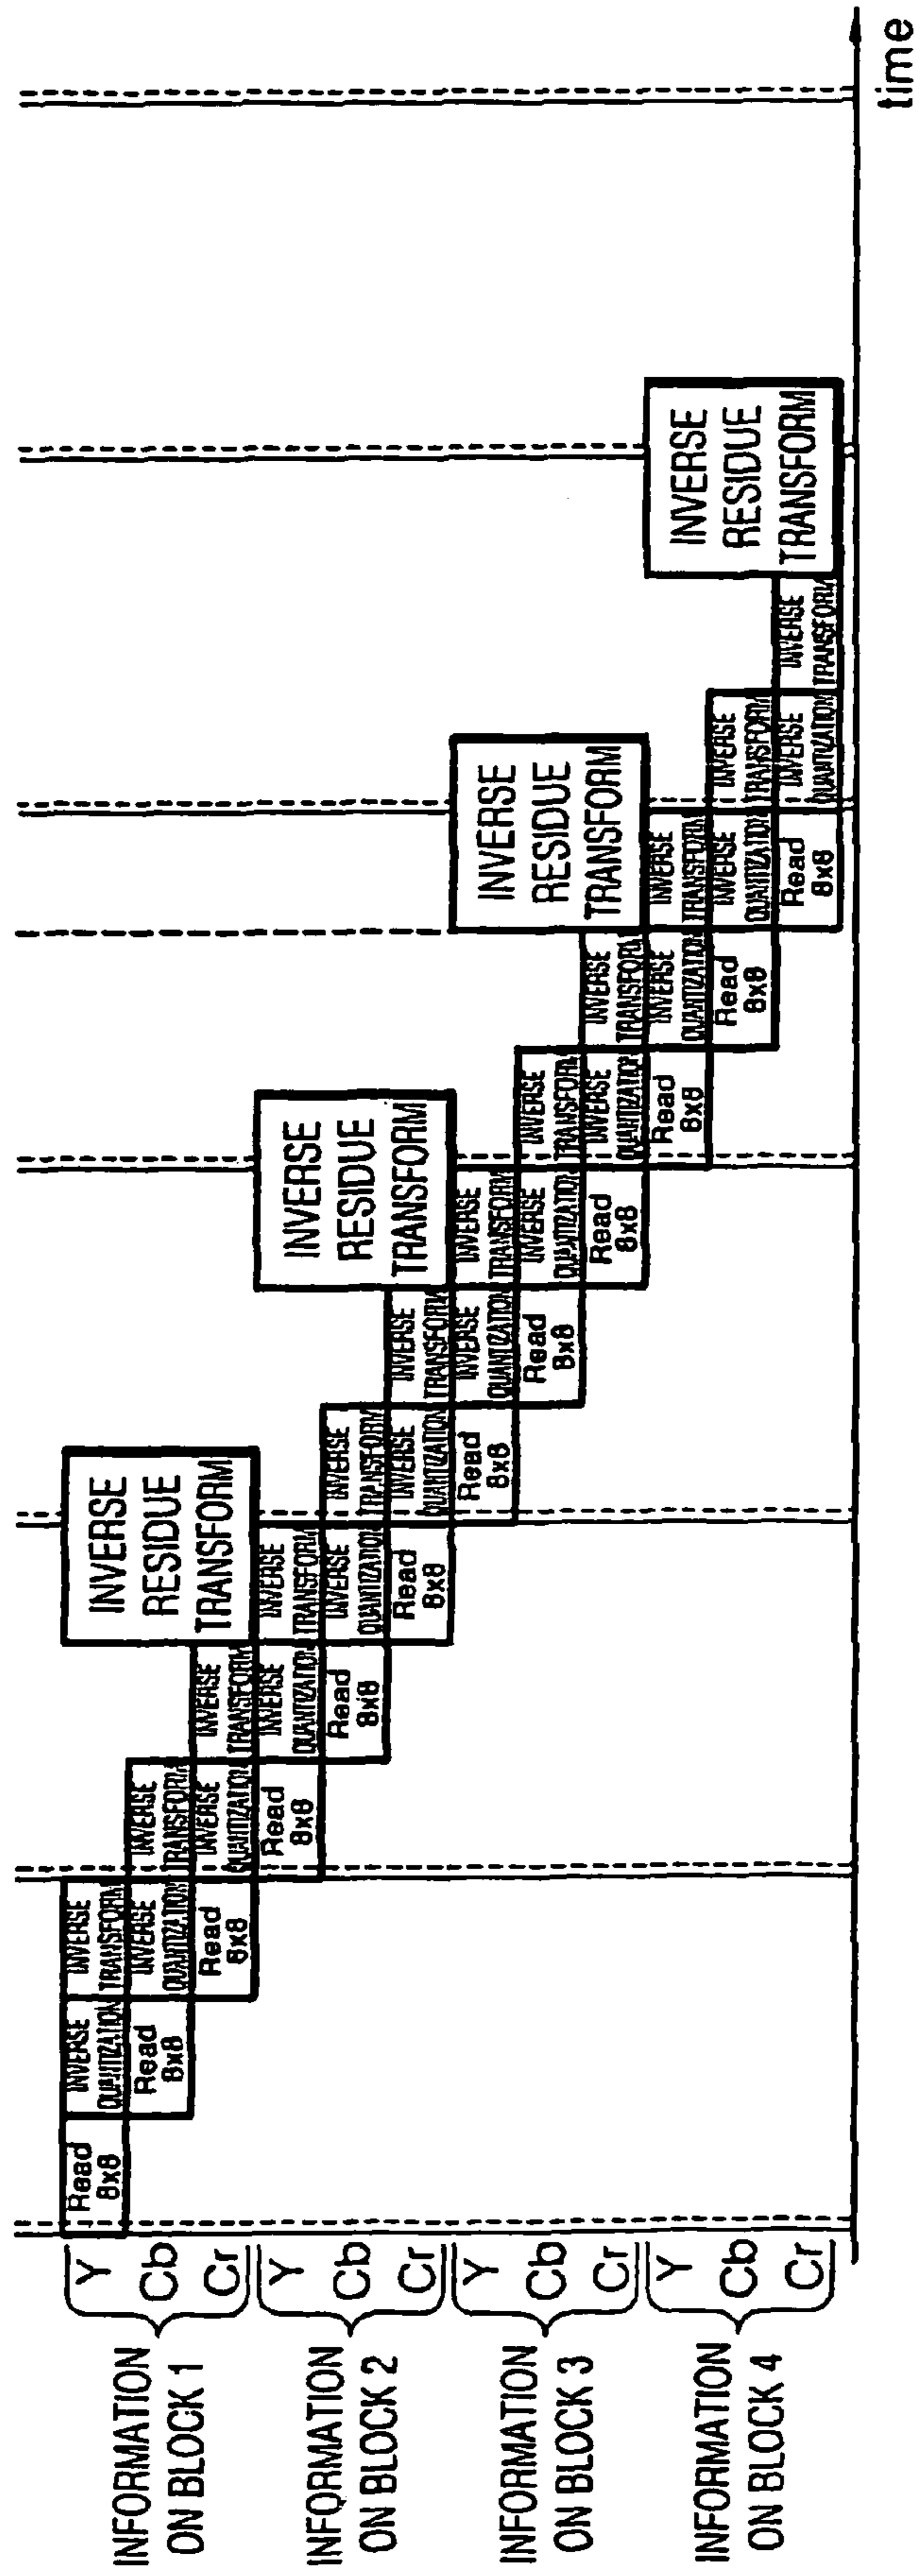 INFORMATION
ON BLOCK 1
Y
Read
8x8
INVERSE
QUANTIZATION
INVERSE
TRANSFORM
Cb
Read
8x8
INVERSE
QUANTIZATION
INVERSE
TRANSFORM
Cr
Read
8x8
INVERSE
QUANTIZATION
INVERSE
TRANSFORM
INVERSE
RESIDUE
TRANSFORM
INFORMATION
ON BLOCK 2
Y
Read
8x8
INVERSE
QUANTIZATION
INVERSE
TRANSFORM
Cb
Read
8x8
INVERSE
QUANTIZATION
INVERSE
TRANSFORM
Cr
Read
8x8
INVERSE
QUANTIZATION
INVERSE
TRANSFORM
INVERSE
RESIDUE
TRANSFORM
INFORMATION
ON BLOCK 3
Y
Read
8x8
INVERSE
QUANTIZATION
INVERSE
TRANSFORM
Cb
Read
8x8
INVERSE
QUANTIZATION
INVERSE
TRANSFORM
Cr
Read
8x8
INVERSE
QUANTIZATION
INVERSE
TRANSFORM
INVERSE
RESIDUE
TRANSFORM
INFORMATION
ON BLOCK 4
Y
Read
8x8
INVERSE
QUANTIZATION
INVERSE
TRANSFORM
Cb
Read
8x8
INVERSE
QUANTIZATION
INVERSE
TRANSFORM
Cr
Read
8x8
INVERSE
QUANTIZATION
INVERSE
TRANSFORM
INVERSE
RESIDUE
TRANSFORM
time